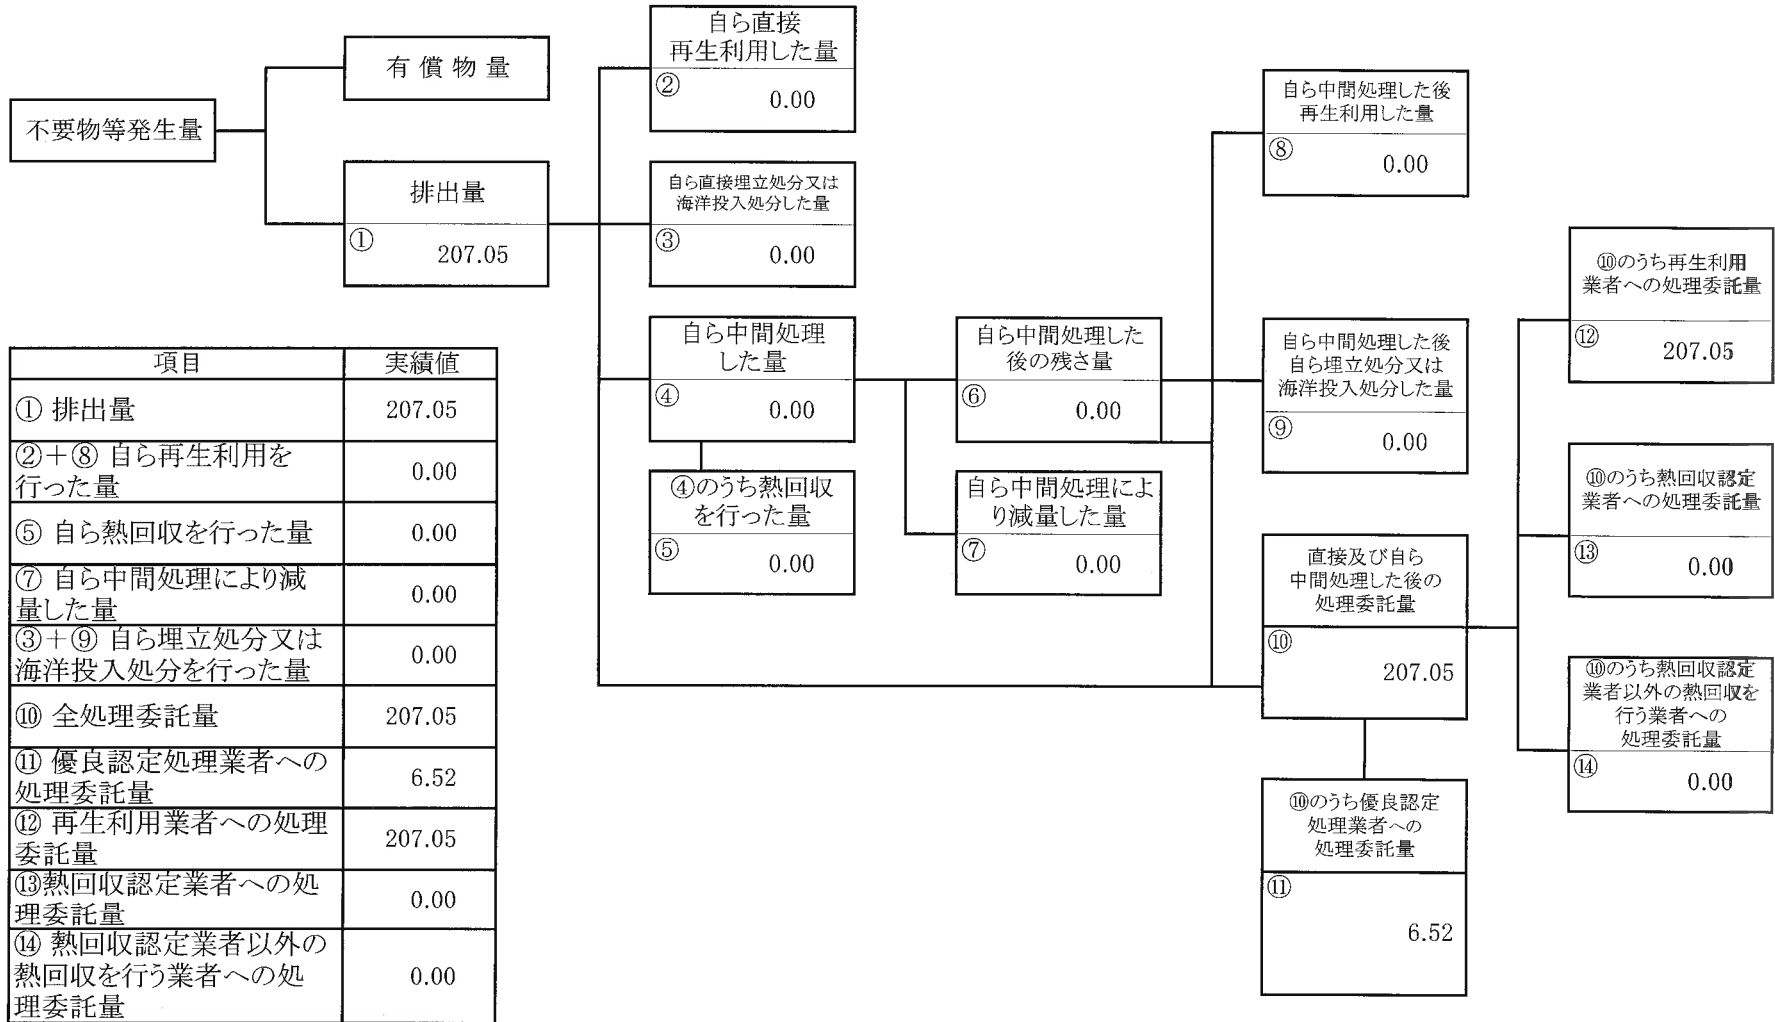 不要物等発生量
有 償 物 量
排出量
①
207.05
自ら直接
再生利用した量
②
0.00
自ら直接埋立処分又は
海洋投入処分した量
③
0.00
自ら中間処理
した量
④
0.00
④のうち熱回収
を行った量
⑤
0.00
自ら中間処理した
後の残さ量
⑥
0.00
自ら中間処理によ
り減量した量
⑦
0.00
自ら中間処理した後
再生利用した量
⑧
0.00
自ら中間処理した後
自ら埋立処分又は
海洋投入処分した量
⑨
0.00
直接及び自ら
中間処理した後の
処理委託量
⑩
207.05
⑩のうち優良認定
処理業者への
処理委託量
⑪
6.52
⑩のうち再生利用
業者への処理委託量
⑫
207.05
⑩のうち熱回収認定
業者への処理委託量
⑬
0.00
⑩のうち熱回収認定
業者以外の熱回収を
行う業者への
処理委託量
⑭
0.00
項目 実績値
① 排出量 207.05
②＋⑧ 自ら再生利用を
行った量 0.00
⑤ 自ら熱回収を行った量 0.00
⑦ 自ら中間処理により減
量した量 0.00
③＋⑨ 自ら埋立処分又は
海洋投入処分を行った量 0.00
⑩ 全処理委託量 207.05
⑪ 優良認定処理業者への
処理委託量 6.52
⑫ 再生利用業者への処理
委託量 207.05
⑬熱回収認定業者への処
理委託量 0.00
⑭ 熱回収認定業者以外の
熱回収を行う業者への処
理委託量 0.00